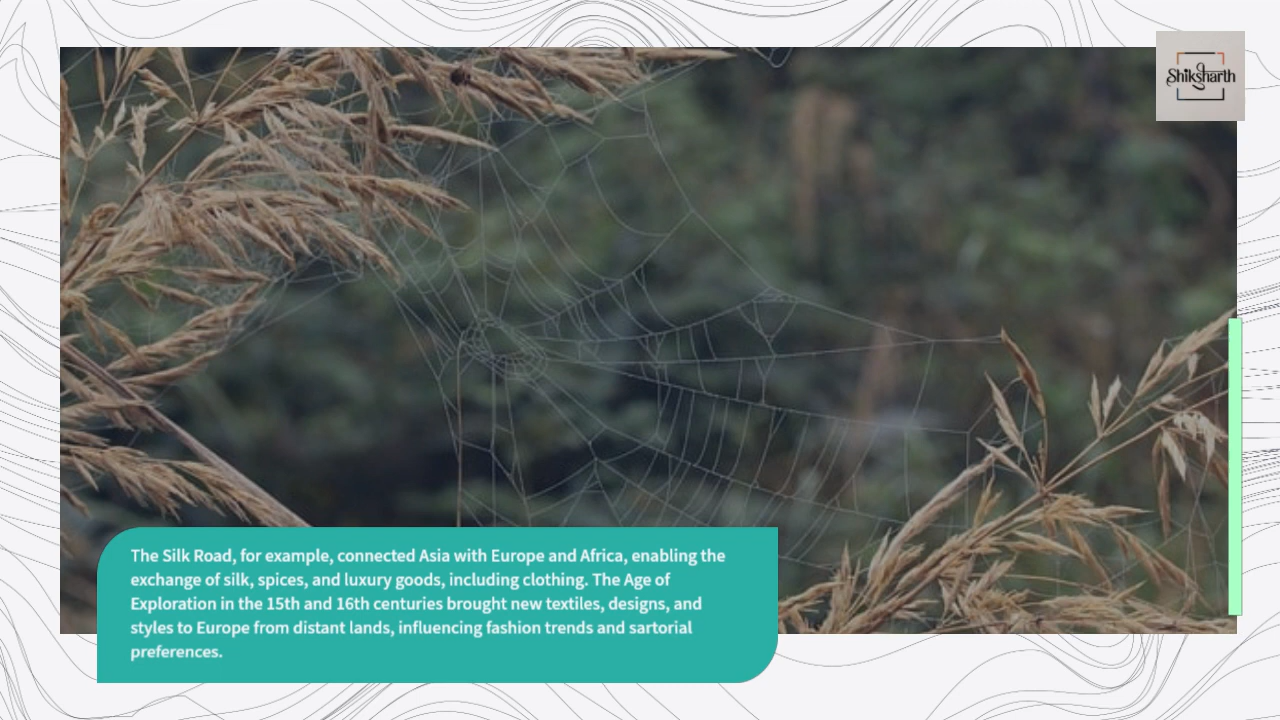 Shiksharth
The Silk Road, for example, connected Asia with Europe and Africa, enabling the
exchange of silk, spices, and luxury goods, including clothing. The Age of
Exploration in the 15th and 16th centuries brought new textiles, designs, and
styles to Europe from distant lands, influencing fashion trends and sartorial
preferences.